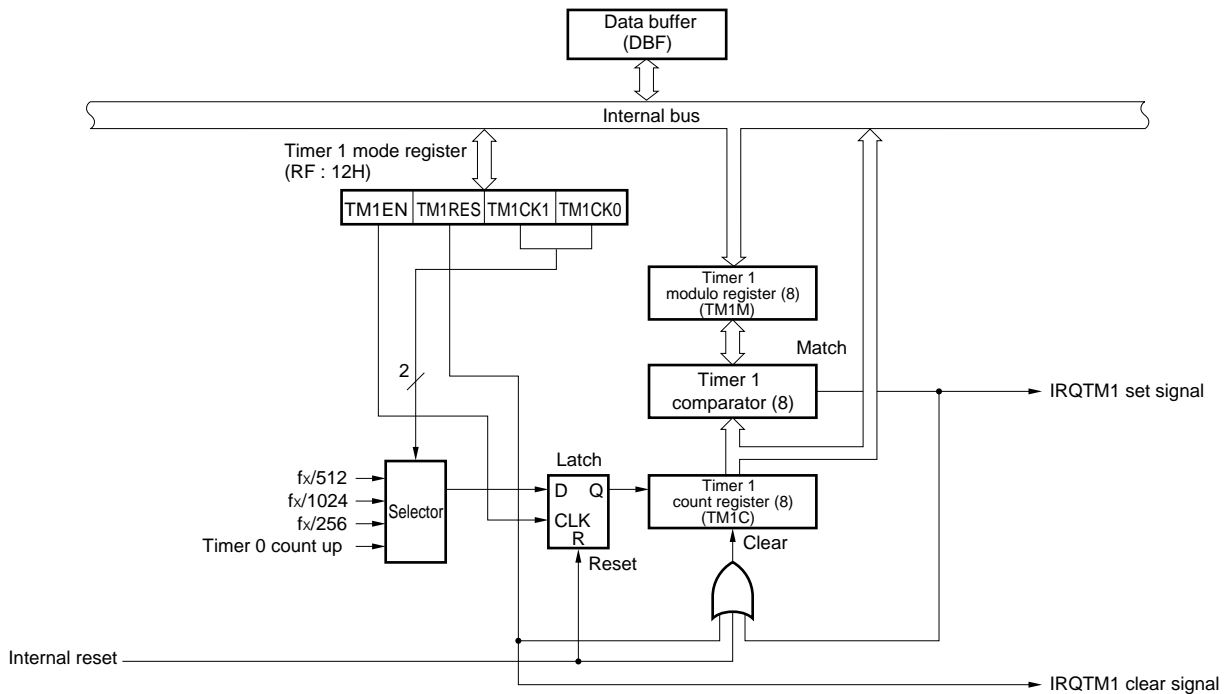 Data buffer
(DBF)
Internal bus
Timer 1 mode register
(RF : 12H)
TM1EN TM1RES TM1CK1 TM1CK0
Timer 1
modulo register (8)
(TM1M)
Match
2
Timer 1
comparator (8)
IRQTM1 set signal
Latch
fx/512
fx/1024
fx/256
Timer 0 count up
Selector
D Q
CLK
R
Reset
Timer 1
count register (8)
(TM1C)
Clear
Internal reset
IRQTM1 clear signal